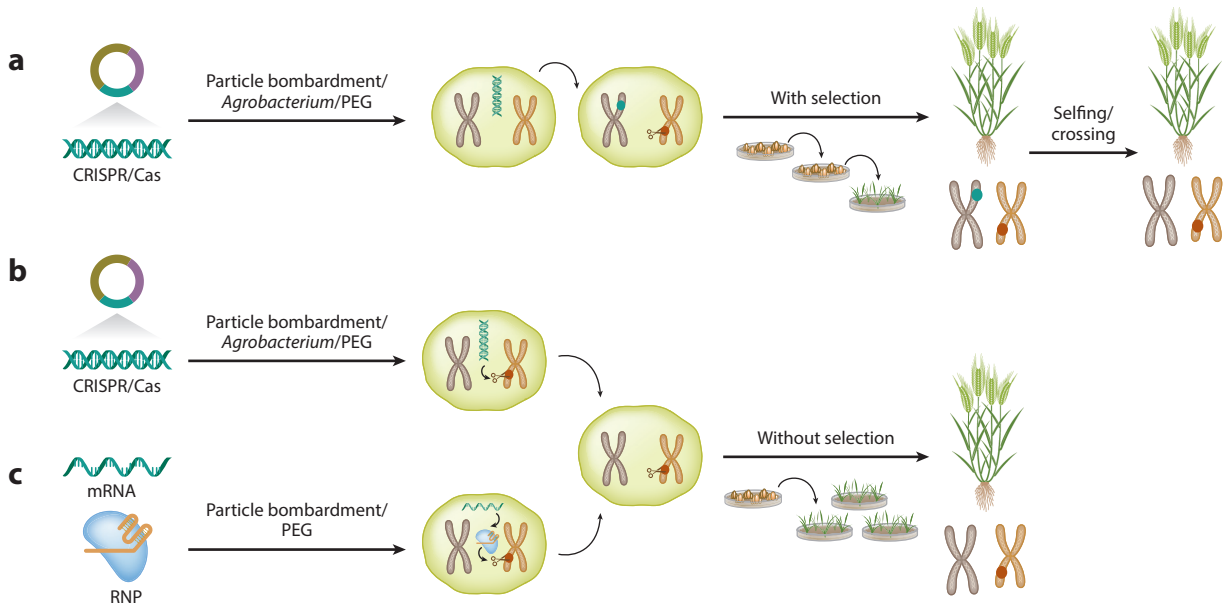 a
Particle bombardment/
Agrobacterium/PEG
CRISPR/Cas
With selection
Selfing/
crossing
b
Particle bombardment/
Agrobacterium/PEG
CRISPR/Cas
Without selection
c
mRNA
Particle bombardment/
PEG
RNP